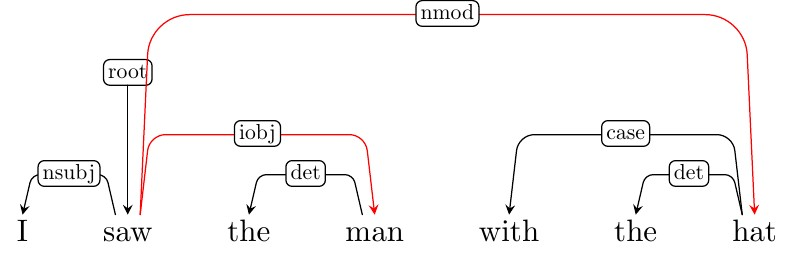 nmod
root
iobj case
nsubj det det
I saw the man with the hat